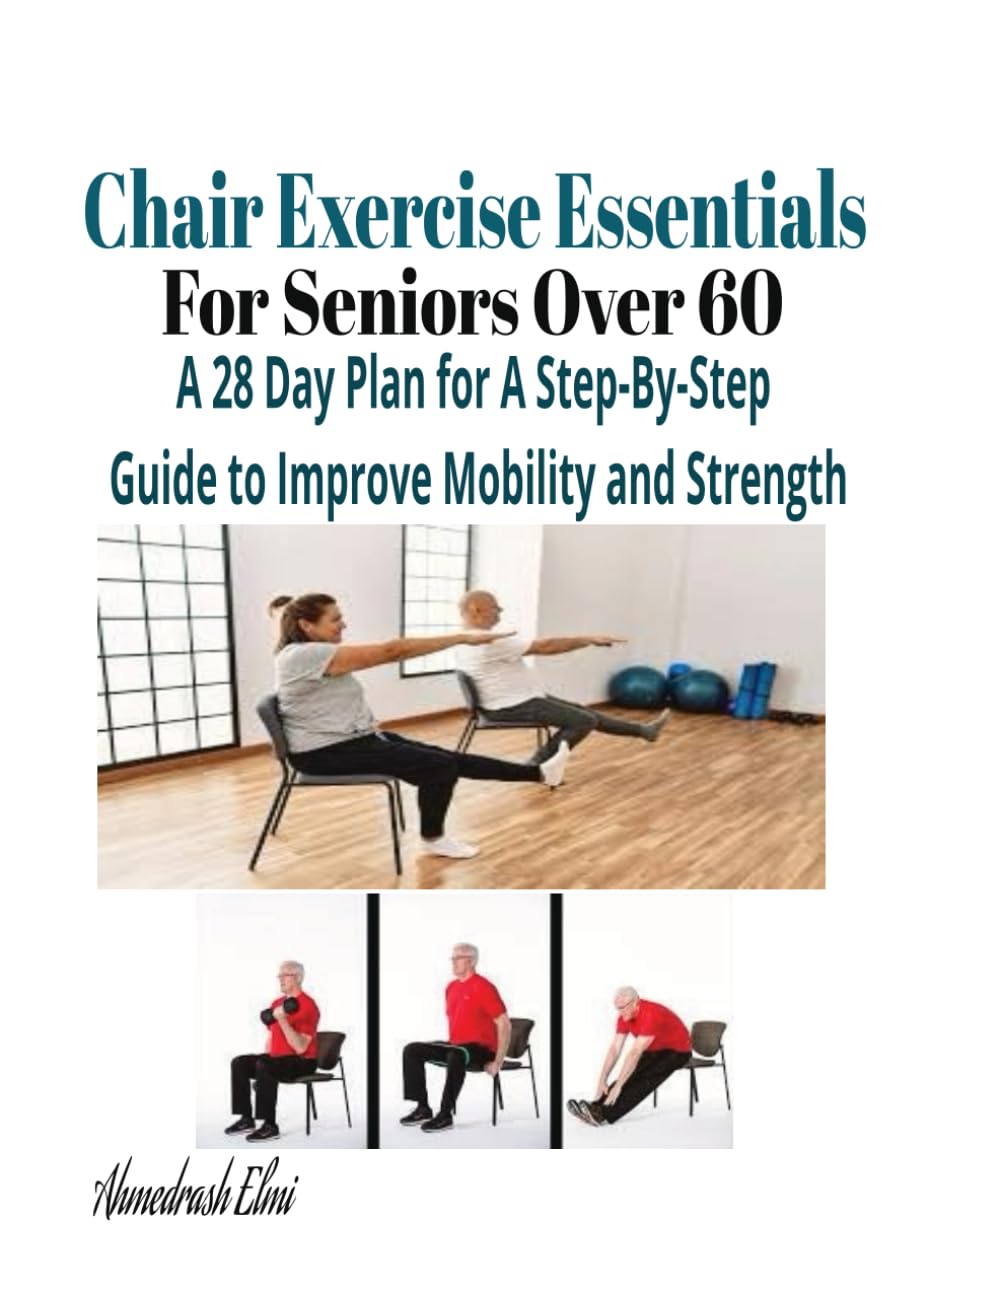 Chair Exercise Essentials
For Seniors Over 60
A 28 Day Plan for A Step-By-Step
Guide to Improve Mobility and Strength
Ahmedrash Elmi